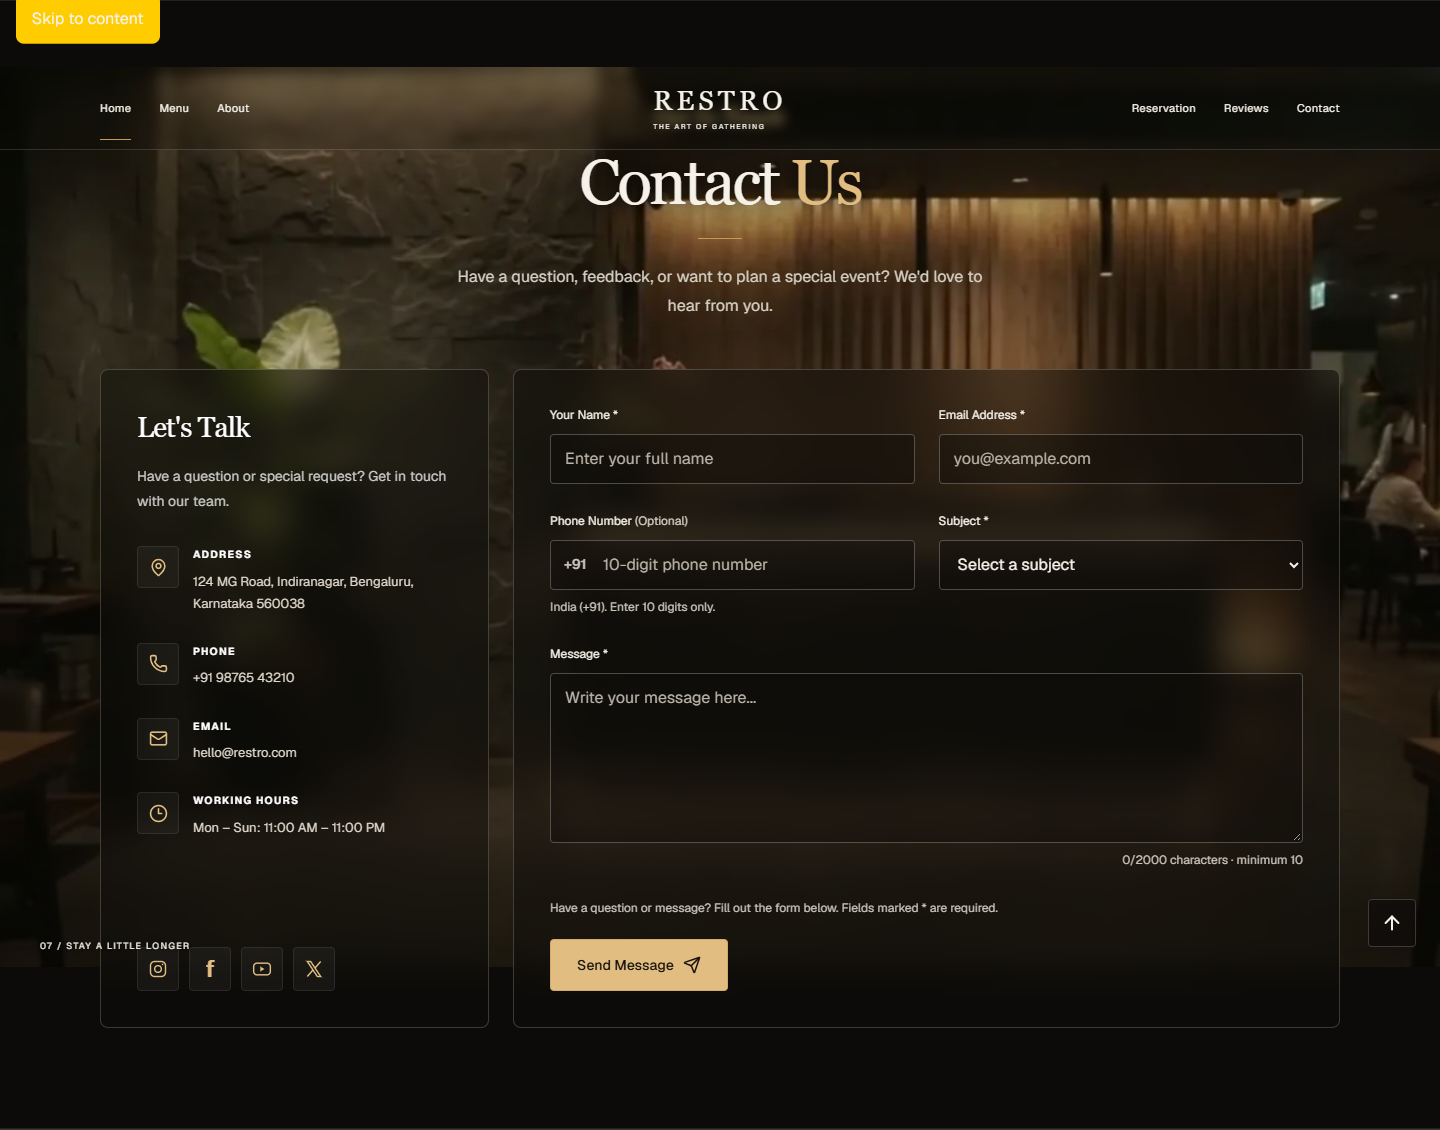 Skip to content
Home Menu About
RESTRO
THE ART OF GATHERING
Reservation Reviews Contact
Contact Us
Have a question, feedback, or want to plan a special event? We'd love to
hear from you.
Let's Talk
Have a question or special request? Get in touch
with our team.
ADDRESS
124 MG Road, Indiranagar, Bengaluru,
Karnataka 560038
PHONE
+91 98765 43210
EMAIL
hello@restro.com
WORKING HOURS
Mon – Sun: 11:00 AM – 11:00 PM
07 / STAY A LITTLE LONGER
Your Name *
Enter your full name
Email Address *
you@example.com
Phone Number (Optional)
+91 10-digit phone number
India (+91). Enter 10 digits only.
Subject *
Select a subject
Message *
Write your message here...
0/2000 characters · minimum 10
Have a question or message? Fill out the form below. Fields marked * are required.
Send Message